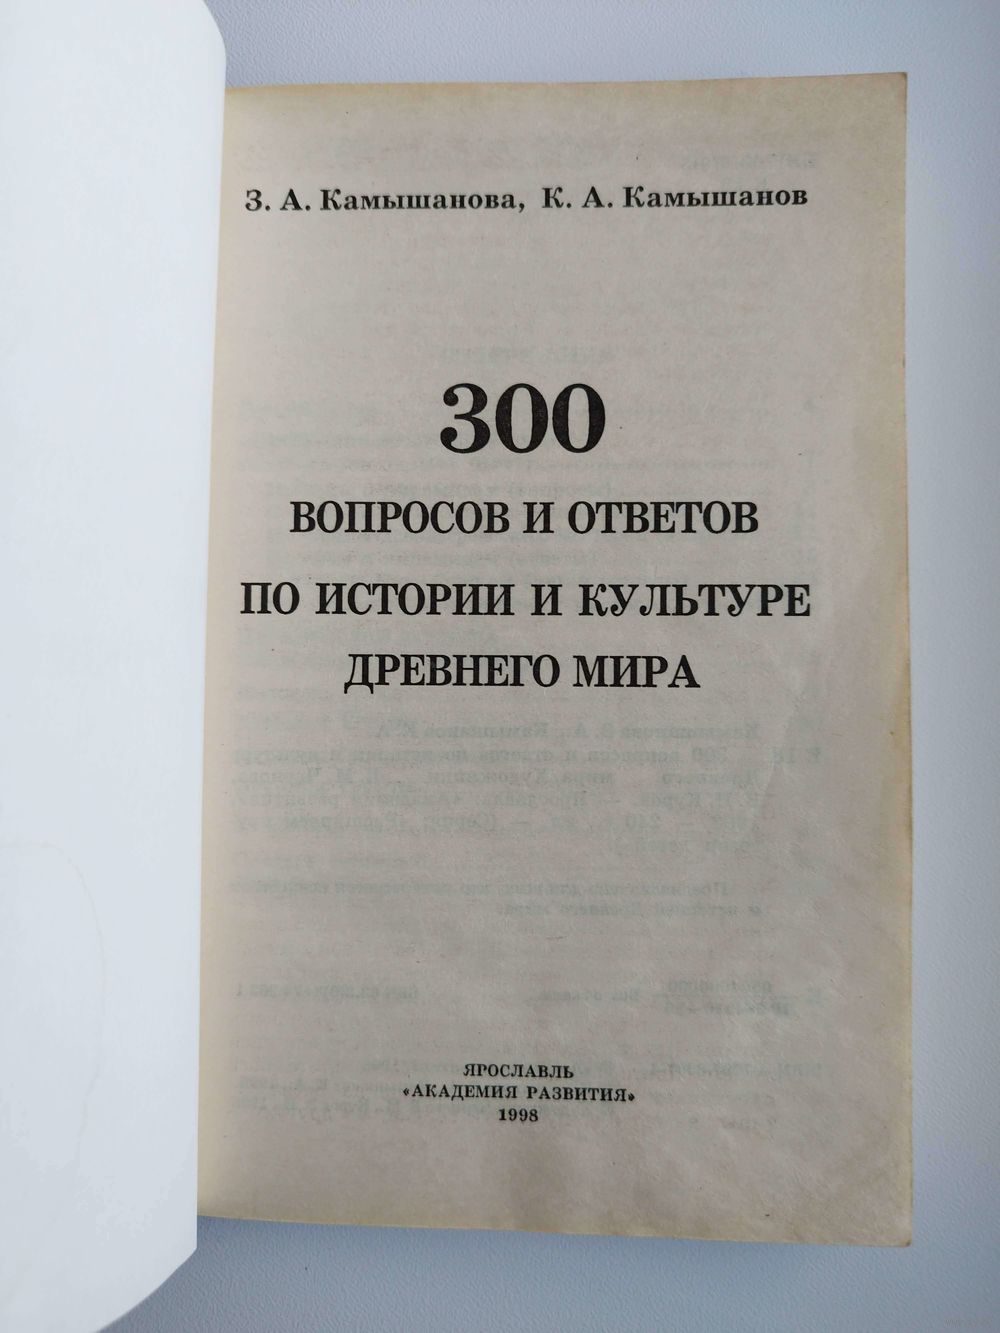 З. А. Камышанова, К. А. Камышанов
300
ВОПРОСОВ И ОТВЕТОВ
ПО ИСТОРИИ И КУЛЬТУРЕ
ДРЕВНЕГО МИРА
ЯРОСЛАВЛЬ
«АКАДЕМИЯ РАЗВИТИЯ»
1998